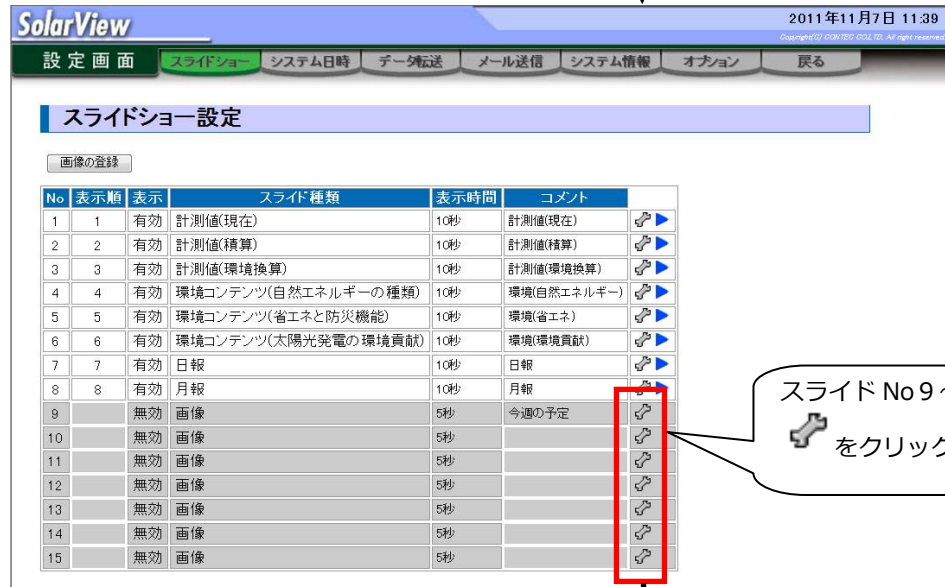 SolarView
2011年11月7日 11:39
Copyright(C) CONTEC CO.,LTD. All right reserved.
設定画面 スライドショー システム日時 データ転送 メール送信 システム情報 オプション 戻る
スライドショー設定
画像の登録
No 表示順 表示 スライド種類 表示時間 コメント
1 1 有効 計測値(現在) 10秒 計測値(現在)
2 2 有効 計測値(積算) 10秒 計測値(積算)
3 3 有効 計測値(環境換算) 10秒 計測値(環境換算)
4 4 有効 環境コンテンツ(自然エネルギーの種類) 10秒 環境(自然エネルギー)
5 5 有効 環境コンテンツ(省エネと防災機能) 10秒 環境(省エネ)
6 6 有効 環境コンテンツ(太陽光発電の環境貢献) 10秒 環境(環境貢献)
7 7 有効 日報 10秒 日報
8 8 有効 月報 10秒 月報
9 無効 画像 5秒 今週の予定
10 無効 画像 5秒
11 無効 画像 5秒
12 無効 画像 5秒
13 無効 画像 5秒
14 無効 画像 5秒
15 無効 画像 5秒
スライド No 9～
をクリック